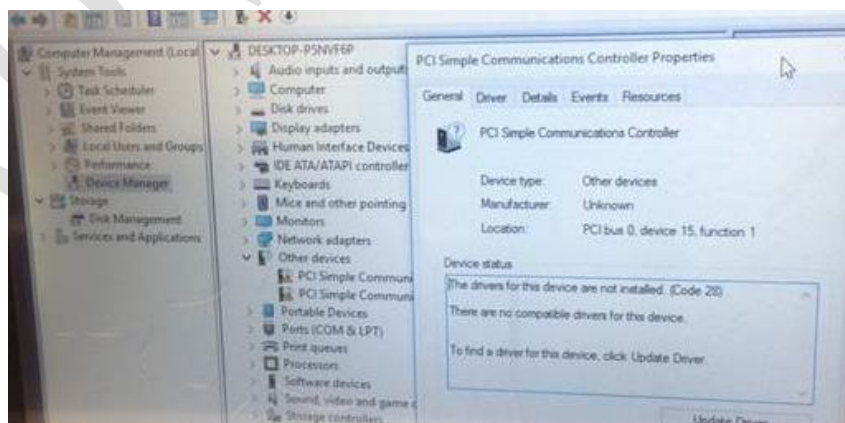 Computer Management (Local
System Tools
Task Scheduler
Event Viewer
Shared Folders
Local Users and Groups
Performance
Device Manager
Storage
Disk Management
Services and Applications
DESKTOP-P5NVF6P
Audio inputs and output
Computer
Disk drives
Display adapters
Human Interface Devices
IDE ATA/ATAPI controller
Keyboards
Mice and other pointing
Monitors
Network adapters
Other devices
PCI Simple Communi
PCI Simple Communi
Portable Devices
Ports (COM & LPT)
Print queues
Processors
Software devices
Sound, video and game c
Storage controllers
PCI Simple Communications Controller Properties
General Driver Details Events Resources
PCI Simple Communications Controller
Device type: Other devices
Manufacturer: Unknown
Location: PCI bus 0, device 15, function 1
Device status
The drivers for this device are not installed. (Code 28)
There are no compatible drivers for this device.
To find a driver for this device, click Update Driver.
Update Driver